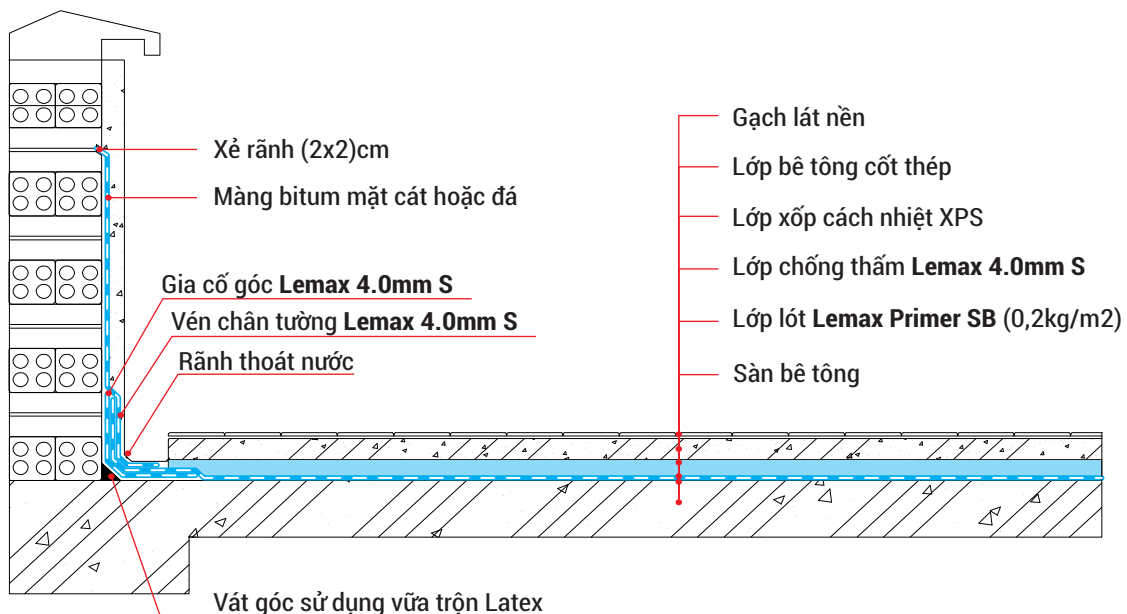 Xẻ rãnh (2x2)cm
Màng bitum mặt cát hoặc đá
Gia cố góc Lemax 4.0mm S
Vén chân tường Lemax 4.0mm S
Rãnh thoát nước
Gạch lát nền
Lớp bê tông cốt thép
Lớp xốp cách nhiệt XPS
Lớp chống thấm Lemax 4.0mm S
Lớp lót Lemax Primer SB (0,2kg/m2)
Sàn bê tông
Vát góc sử dụng vữa trộn Latex